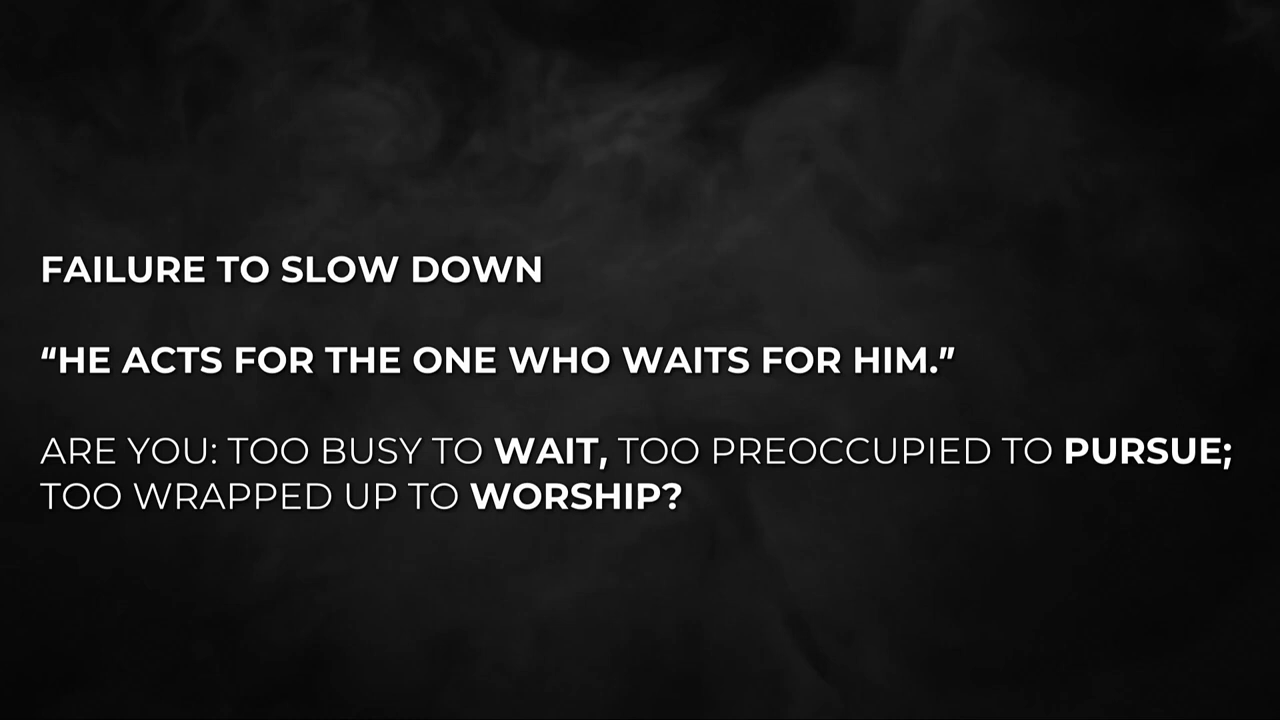 FAILURE TO SLOW DOWN
“HE ACTS FOR THE ONE WHO WAITS FOR HIM.”
ARE YOU: TOO BUSY TO WAIT, TOO PREOCCUPIED TO PURSUE;
TOO WRAPPED UP TO WORSHIP?